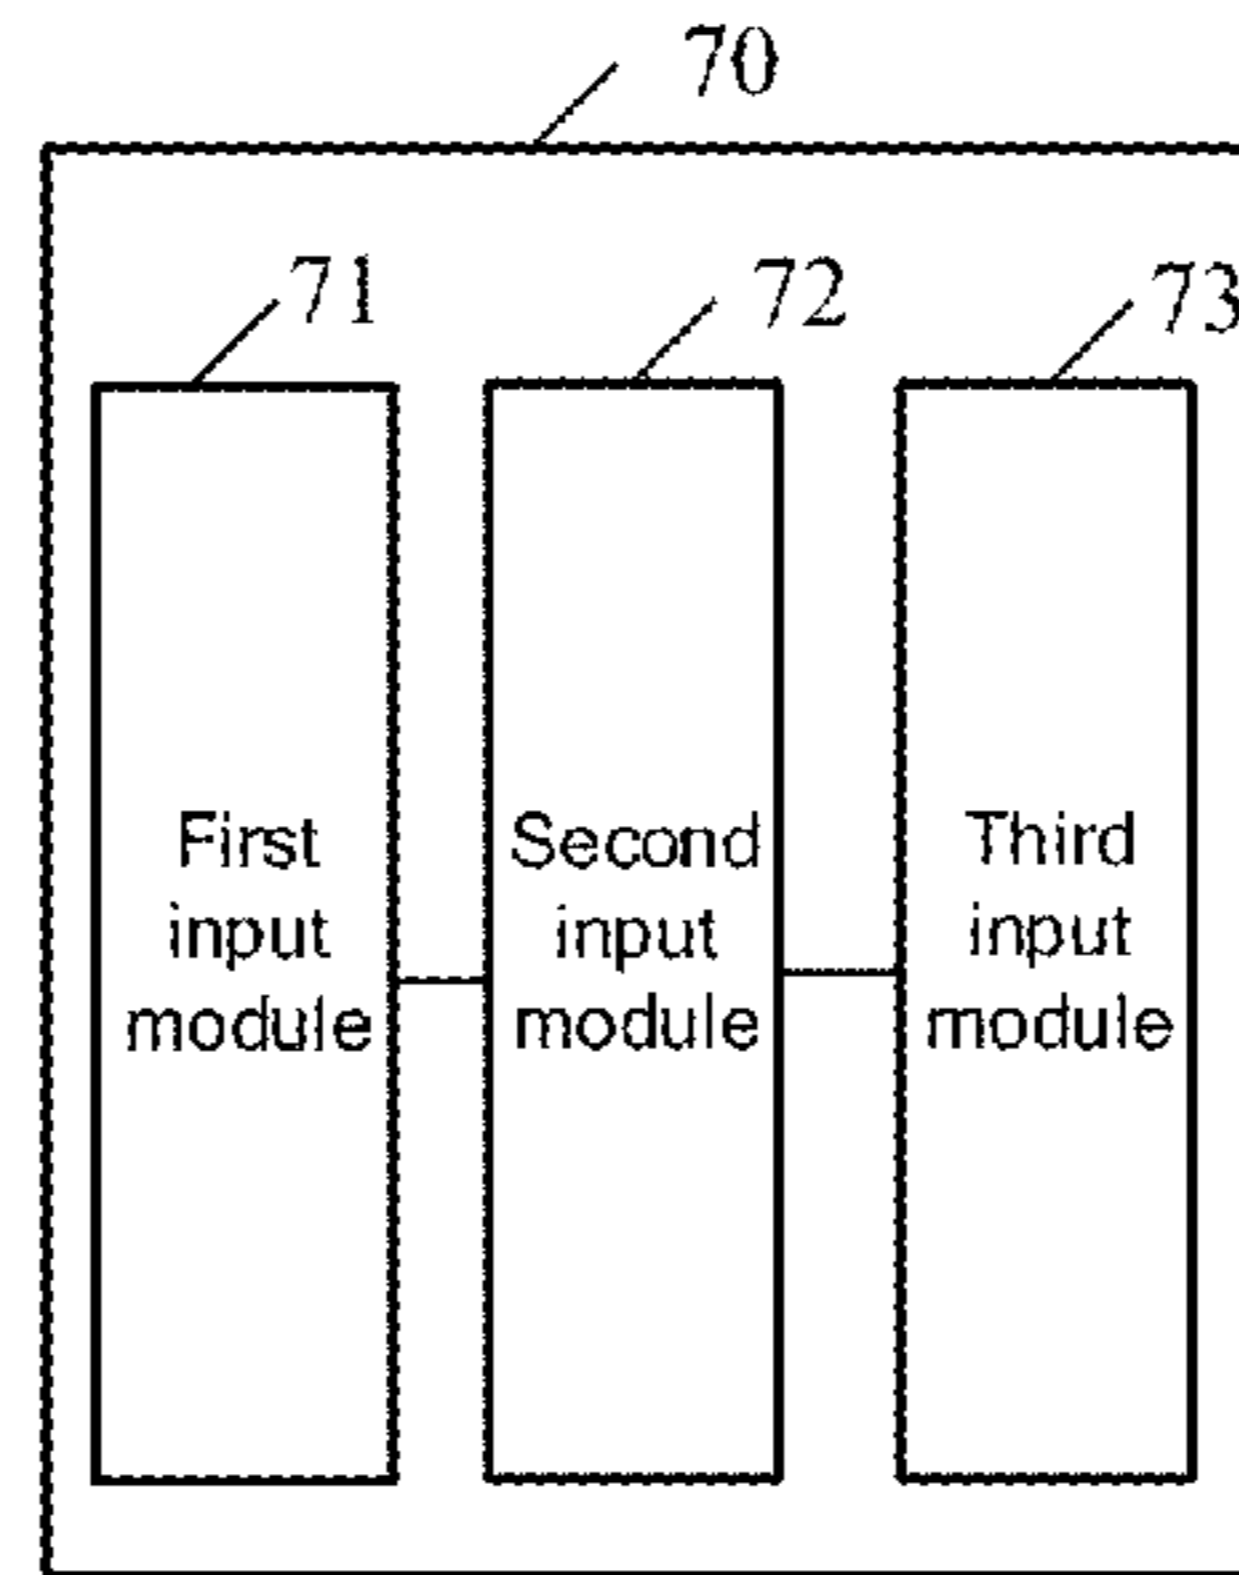 70
71
72
73
First
input
module
Second
input
module
Third
input
module